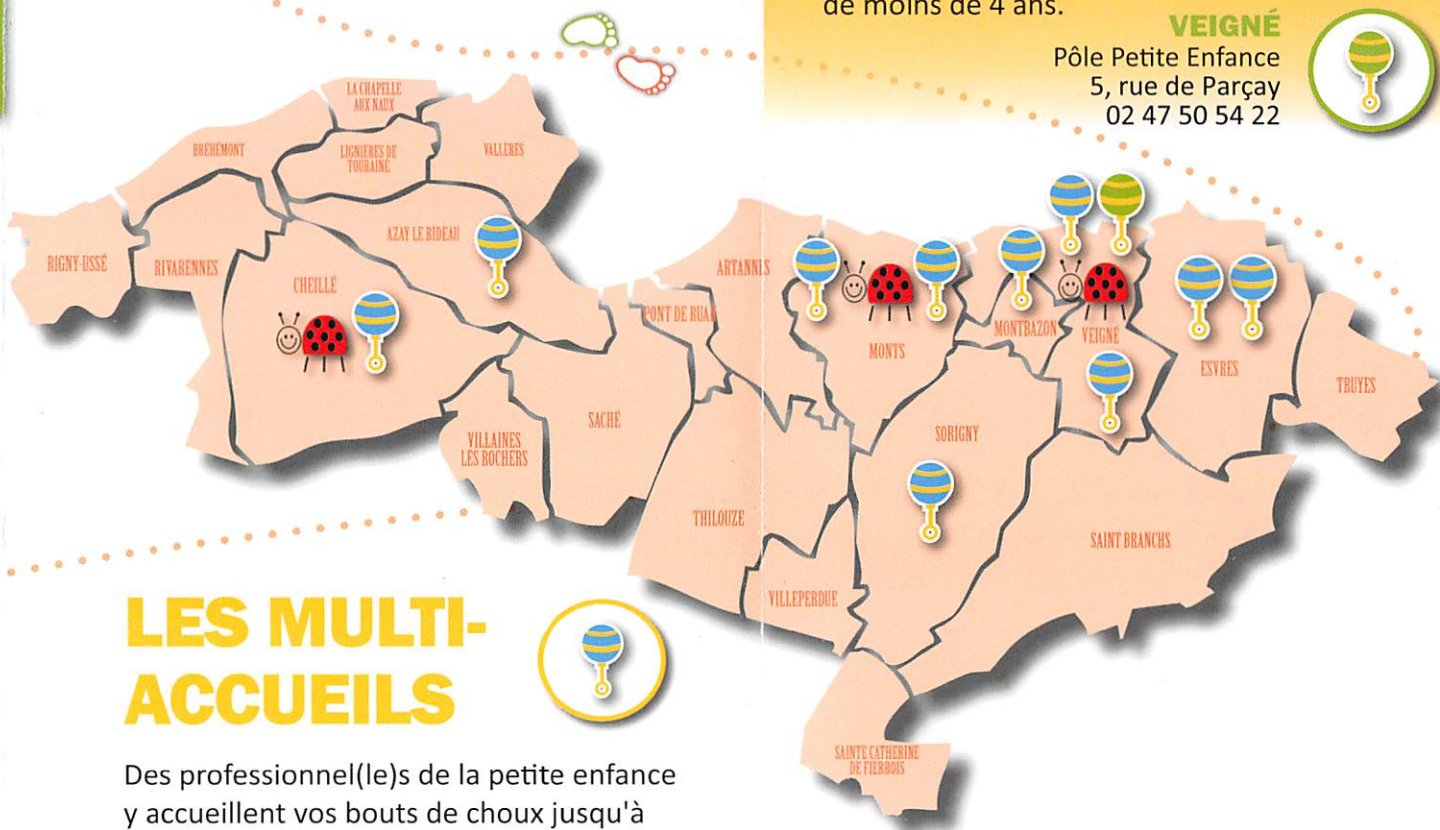 de moins de 4 ans.
VEIGNÉ
Pôle Petite Enfance
5, rue de Parçay
02 47 50 54 22
LA CHAPELLE
AUX NAUX
BRÉHÉMONT
LIGNIÈRES DE
TOURAINE
VALLÈRES
RIGNY-USSÉ
RIVARENNES
AZAY LE RIDEAU
CHEILLÉ
ARTANNES
PONT DE RUAN
MONTS
MONTBAZON
VEIGNÉ
ESVRES
TRUYES
SACHÉ
VILLAINES
LES ROCHERS
SORIGNY
THILOUZE
SAINT BRANCHS
VILLEPERDUE
SAINTE CATHERINE
DE FIERBOIS
LES MULTI-
ACCUEILS
Des professionnel(le)s de la petite enfance
y accueillent vos bouts de choux jusqu'à